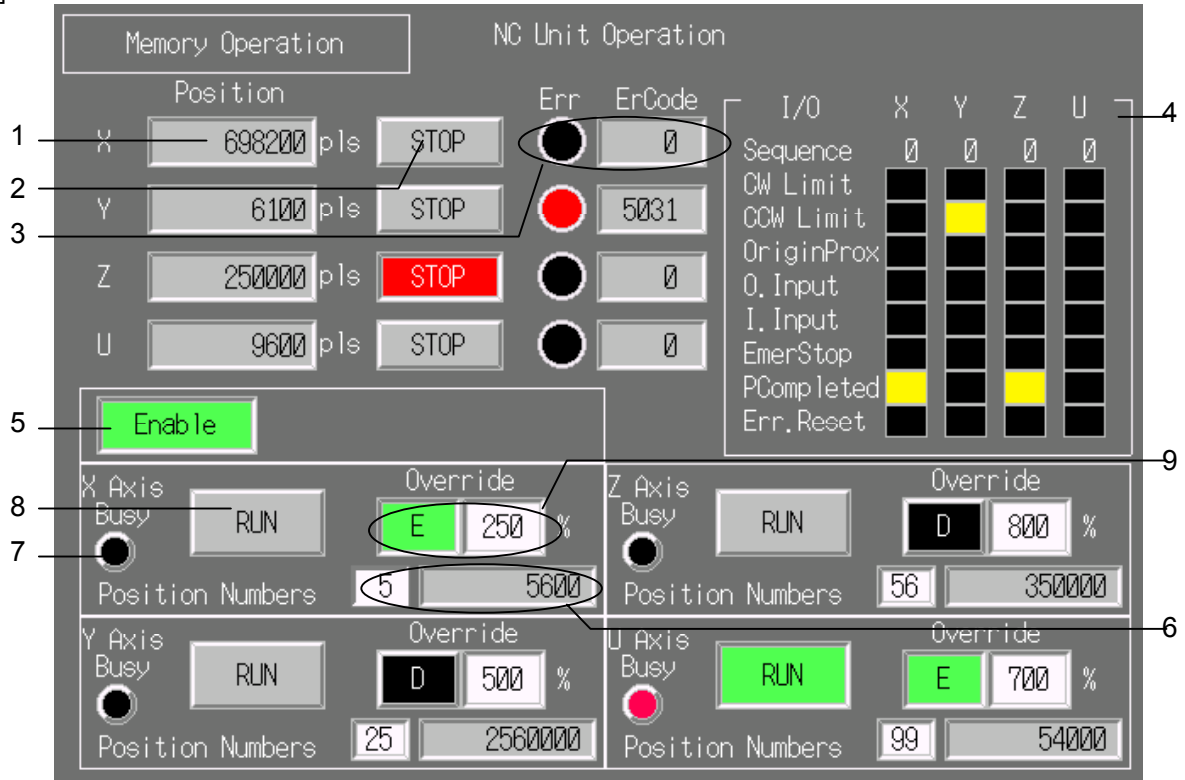 Memory Operation
NC Unit Operation
Position
Err ErCode
X 698200 pls STOP 0
Y 6100 pls STOP 5031
Z 250000 pls STOP 0
U 9600 pls STOP 0
I/O X Y Z U
Sequence 0 0 0 0
CW Limit
CCW Limit
OriginProx
O.Input
I.Input
EmerStop
PCompleted
Err.Reset
Enable
X Axis
Busy
RUN
Override
E 250 %
Position Numbers 5 5600
Z Axis
Busy
RUN
Override
D 800 %
Position Numbers 56 350000
Y Axis
Busy
RUN
Override
D 500 %
Position Numbers 25 2560000
U Axis
Busy
RUN
Override
E 700 %
Position Numbers 99 54000
1
2
3
4
5
8
7
9
6